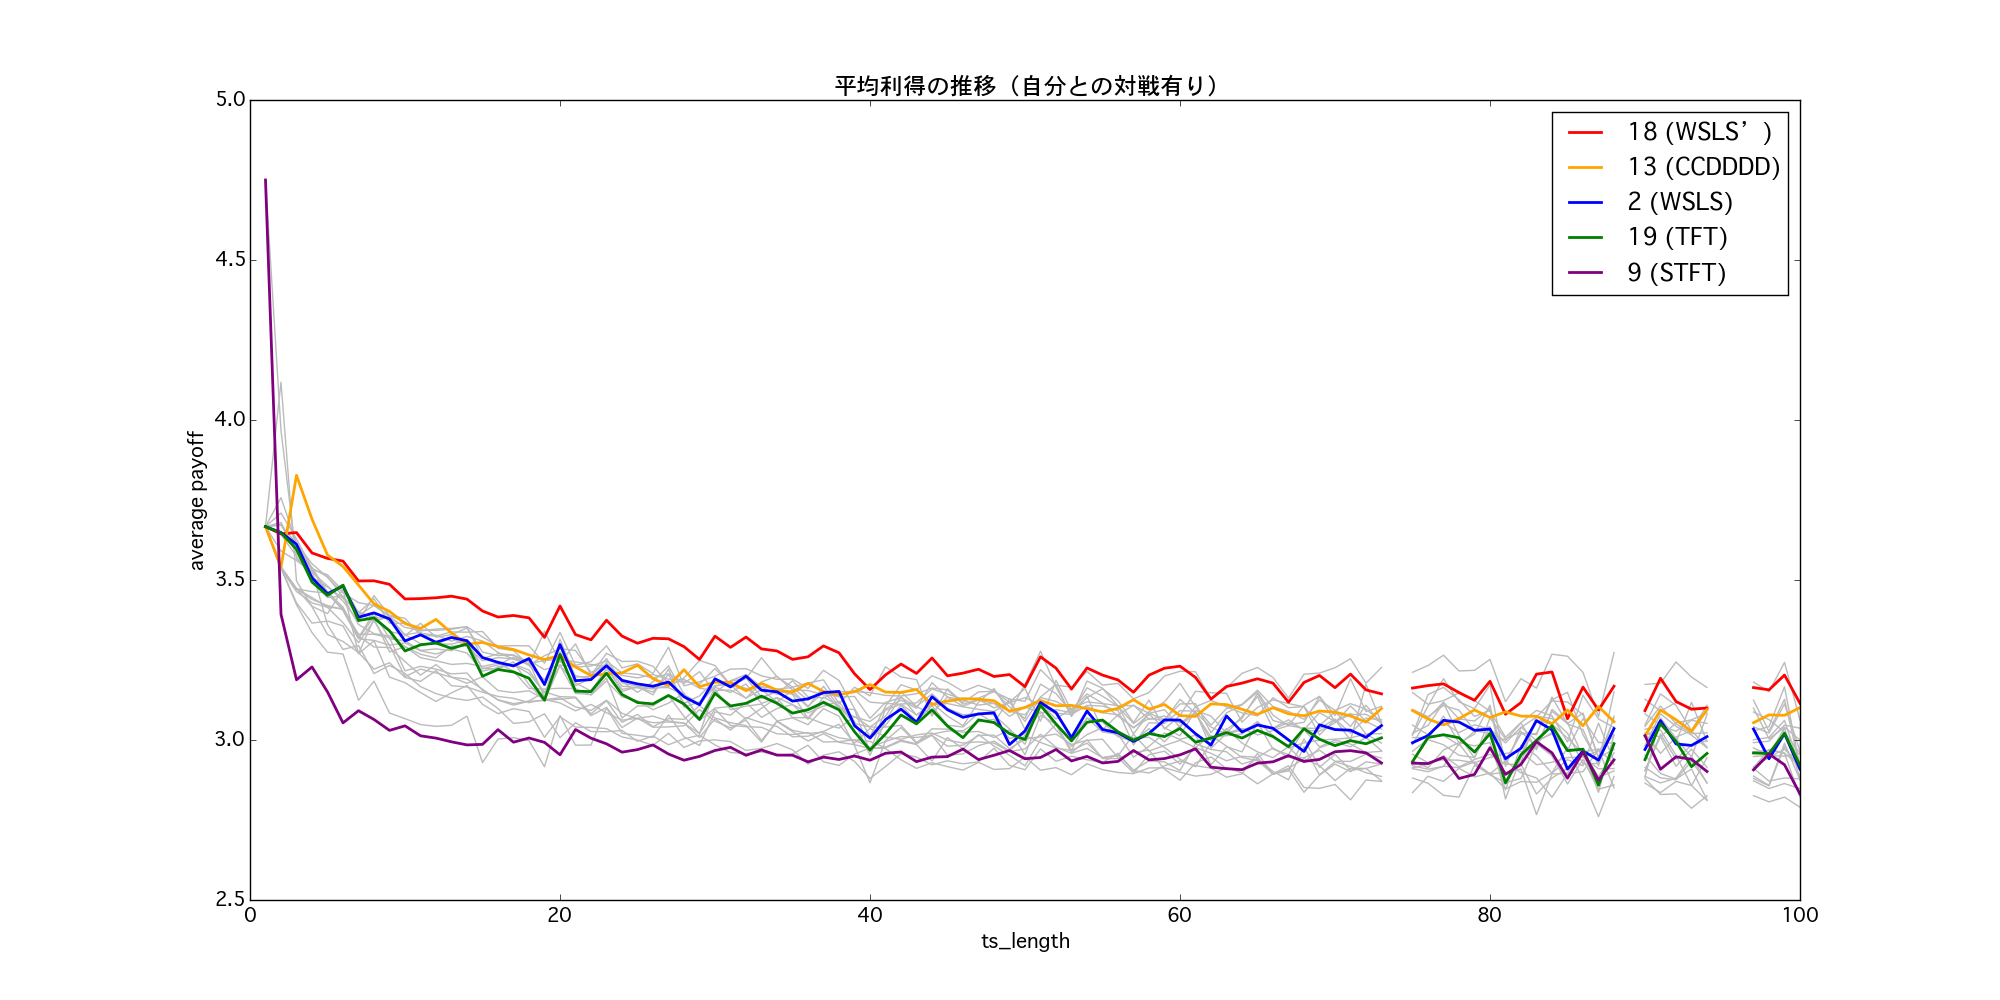 平均利得の推移（自分との対戦有り）
5.0
4.5
4.0
3.5
3.0
2.5
average payoff
18 (WSLS’)
13 (CCDDDD)
2 (WSLS)
19 (TFT)
9 (STFT)
0 20 40 60 80 100
ts_length